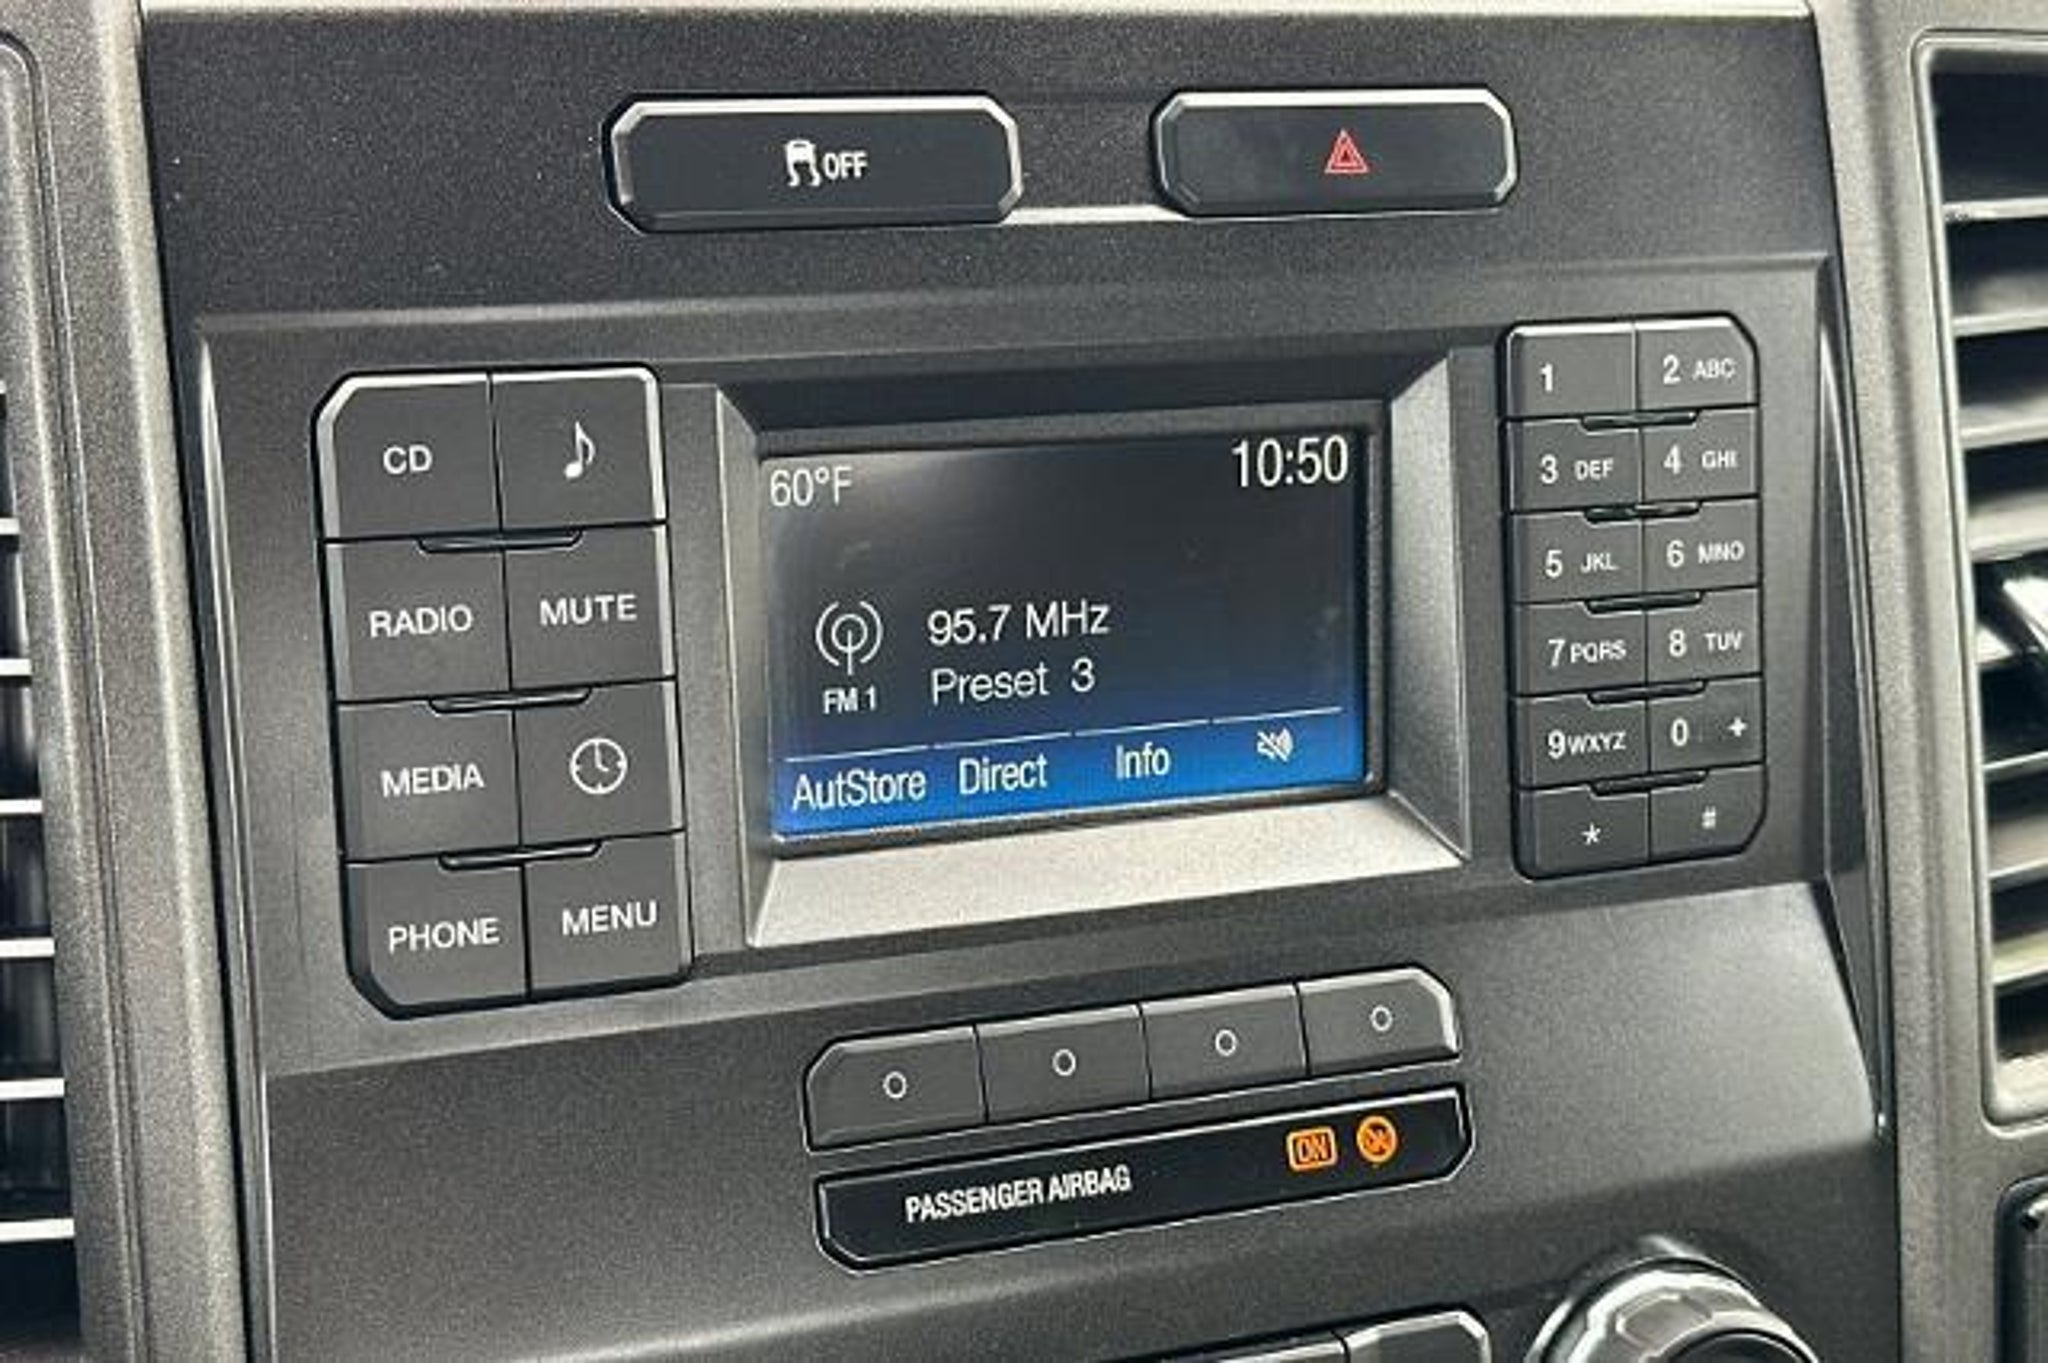 OFF
60°F 10:50
95.7 MHz
FM 1 Preset 3
AutStore Direct Info
CD
RADIO MUTE
MEDIA
PHONE MENU
1 2 ABC
3 DEF 4 GHI
5 JKL 6 MNO
7 PQRS 8 TUV
9 WXYZ 0 +
* #
PASSENGER AIRBAG ON